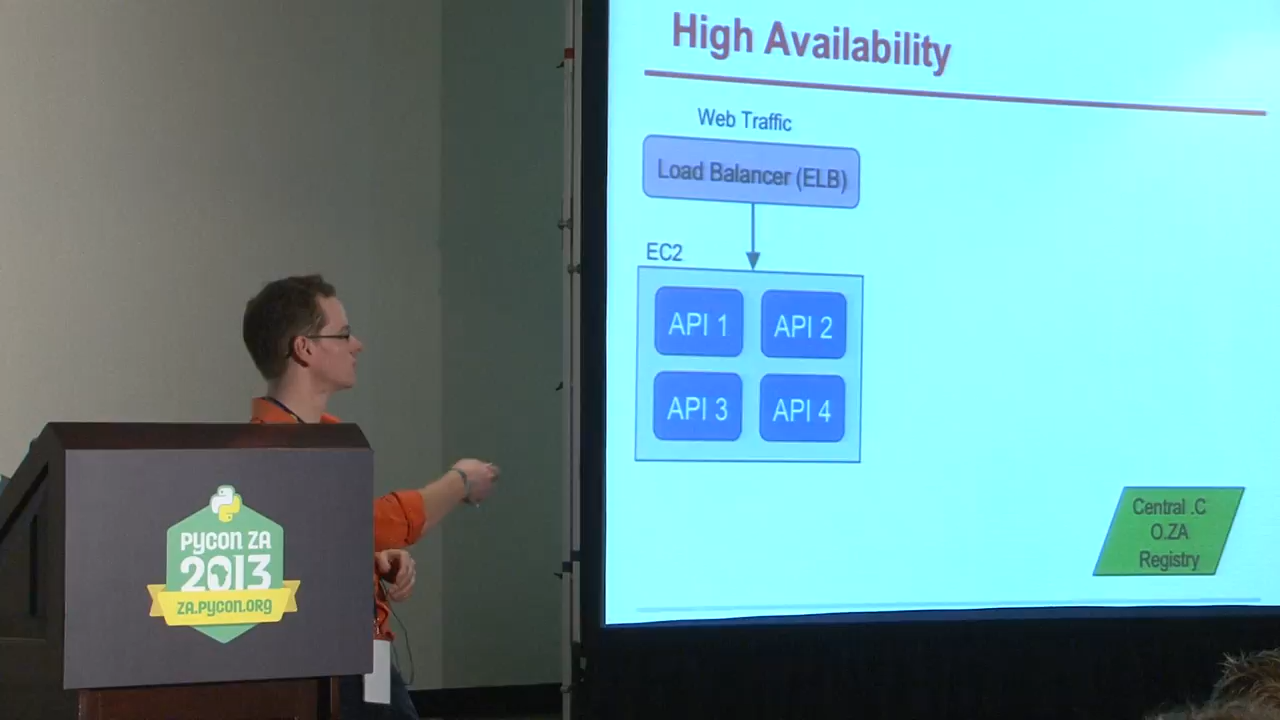 High Availability
Web Traffic
Load Balancer (ELB)
EC2
API 1
API 2
API 3
API 4
Central .C
O.ZA
Registry
PYCON ZA
2013
ZA.PYCON.ORG